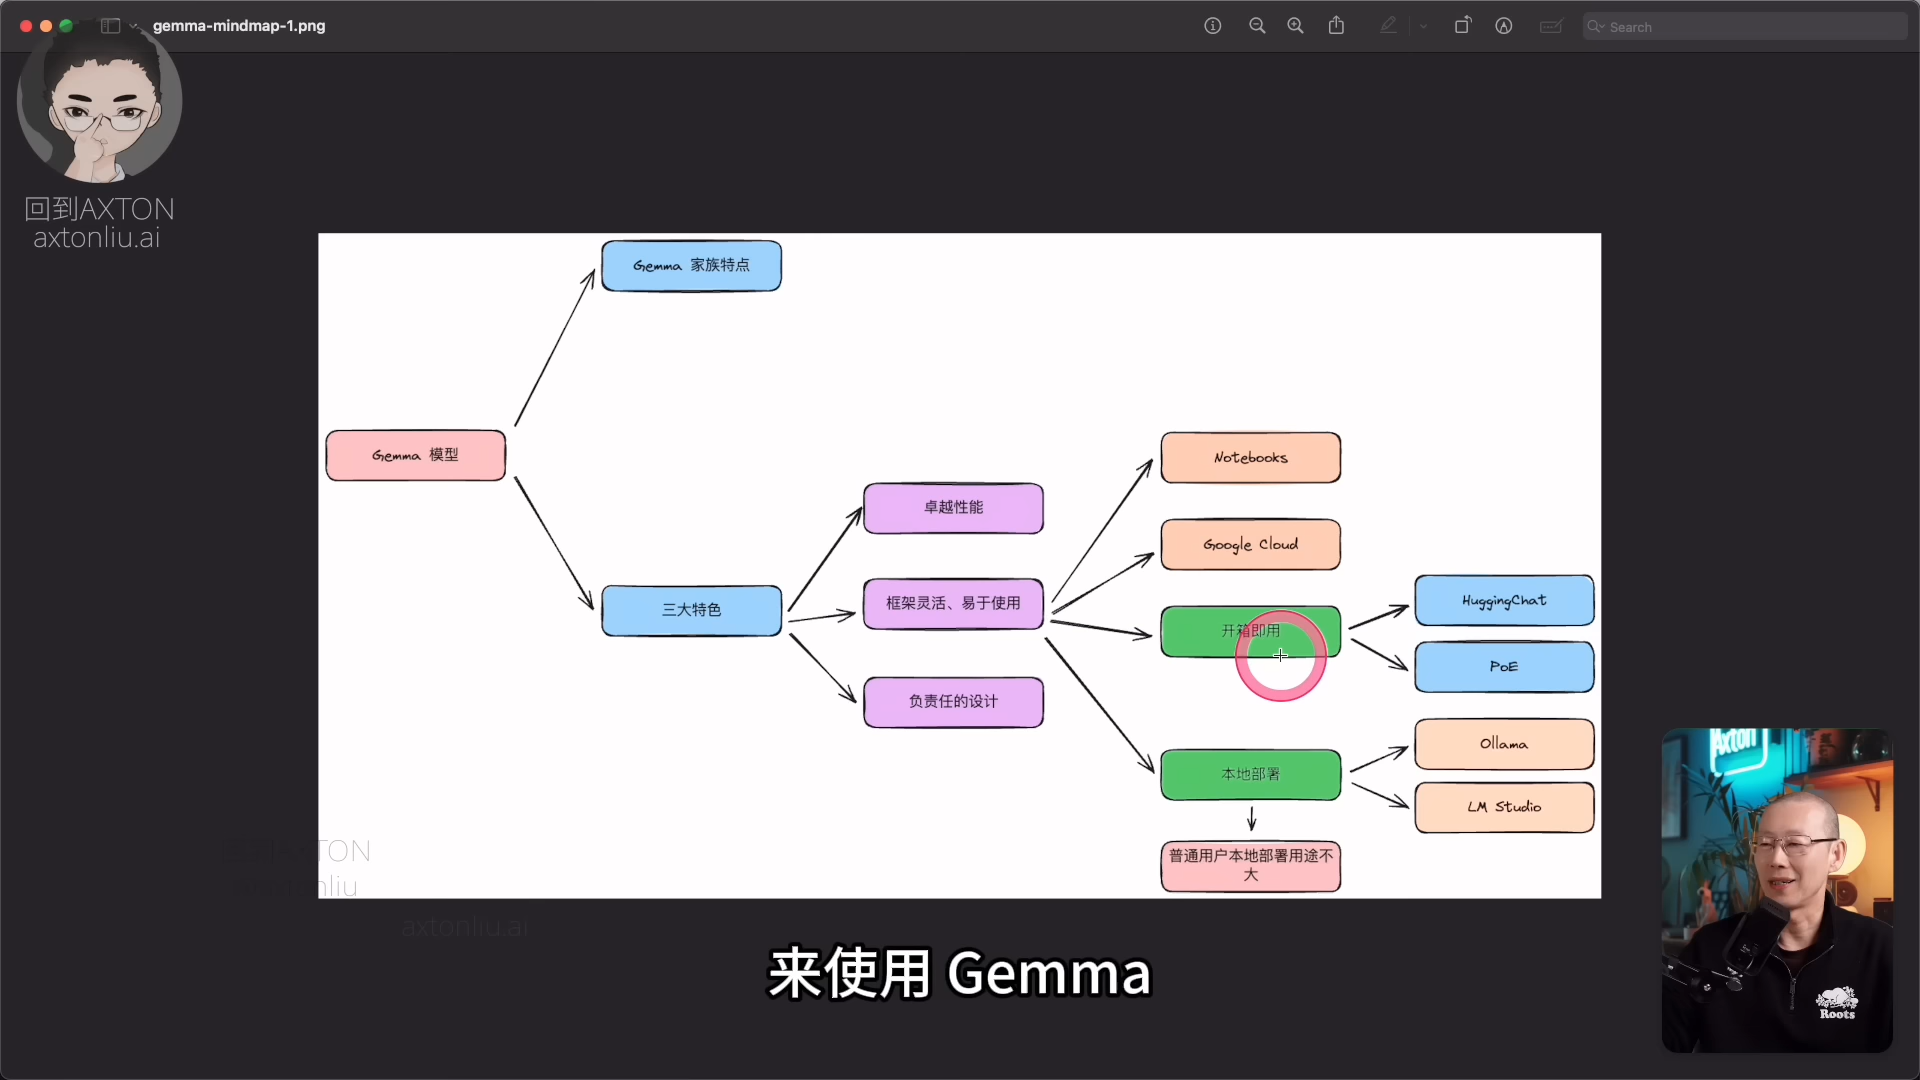 gemma-mindmap-1.png
Search
回到AXTON
axtonliu.ai
Gemma 家族特点
Gemma 模型
三大特色
卓越性能
框架灵活、易于使用
负责任的设计
Notebooks
Google Cloud
开箱即用
本地部署
普通用户本地部署用途不
大
HuggingChat
PoE
Ollama
LM Studio
axtonliu.ai
Axton
Roots
来使用 Gemma